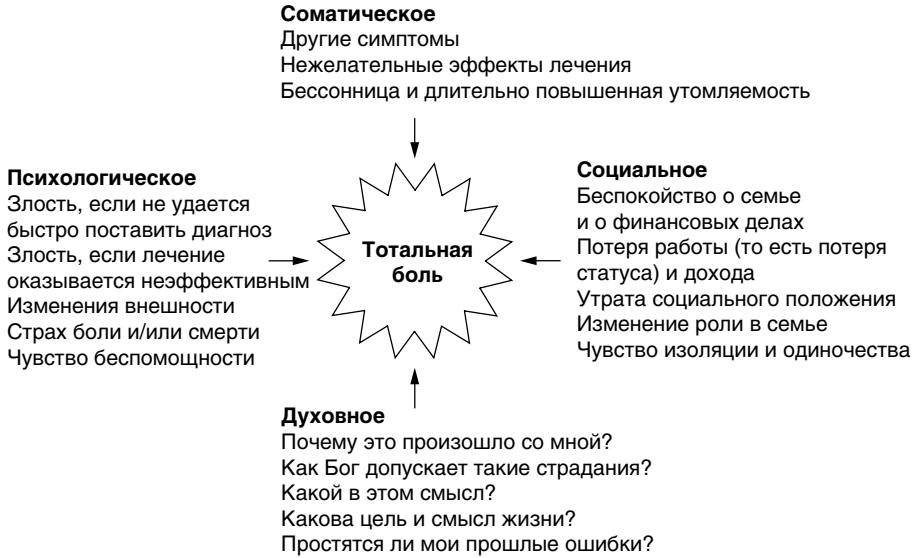 Соматическое
Другие симптомы
Нежелательные эффекты лечения
Бессонница и длительно повышенная утомляемость
Психологическое
Злость, если не удается
быстро поставить диагноз
Злость, если лечение
оказывается неэффективным
Изменения внешности
Страх боли и/или смерти
Чувство беспомощности
Тотальная
боль
Социальное
Беспокойство о семье
и о финансовых делах
Потеря работы (то есть потеря
статуса) и дохода
Утрата социального положения
Изменение роли в семье
Чувство изоляции и одиночества
Духовное
Почему это произошло со мной?
Как Бог допускает такие страдания?
Какой в этом смысл?
Какова цель и смысл жизни?
Простятся ли мои прошлые ошибки?